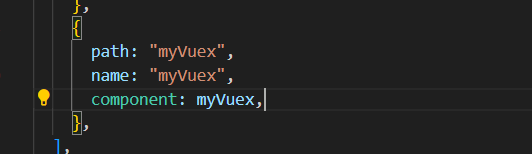 },
{
path: "myVuex",
name: "myVuex",
component: myVuex,
},
],